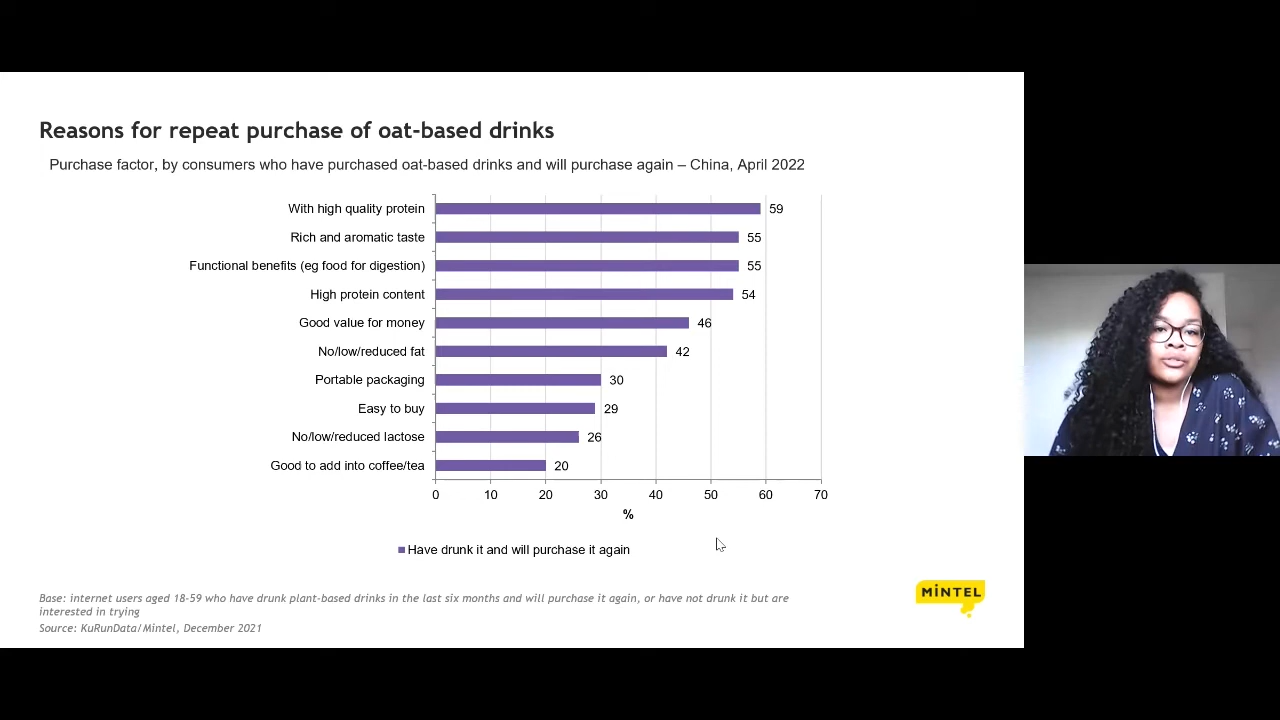 Reasons for repeat purchase of oat-based drinks
Purchase factor, by consumers who have purchased oat-based drinks and will purchase again – China, April 2022
With high quality protein 59
Rich and aromatic taste 55
Functional benefits (eg food for digestion) 55
High protein content 54
Good value for money 46
No/low/reduced fat 42
Portable packaging 30
Easy to buy 29
No/low/reduced lactose 26
Good to add into coffee/tea 20
0 10 20 30 40 50 60 70
%
Have drunk it and will purchase it again
Base: internet users aged 18-59 who have drunk plant-based drinks in the last six months and will purchase it again, or have not drunk it but are
interested in trying
Source: KuRunData/Mintel, December 2021
MiNTEL